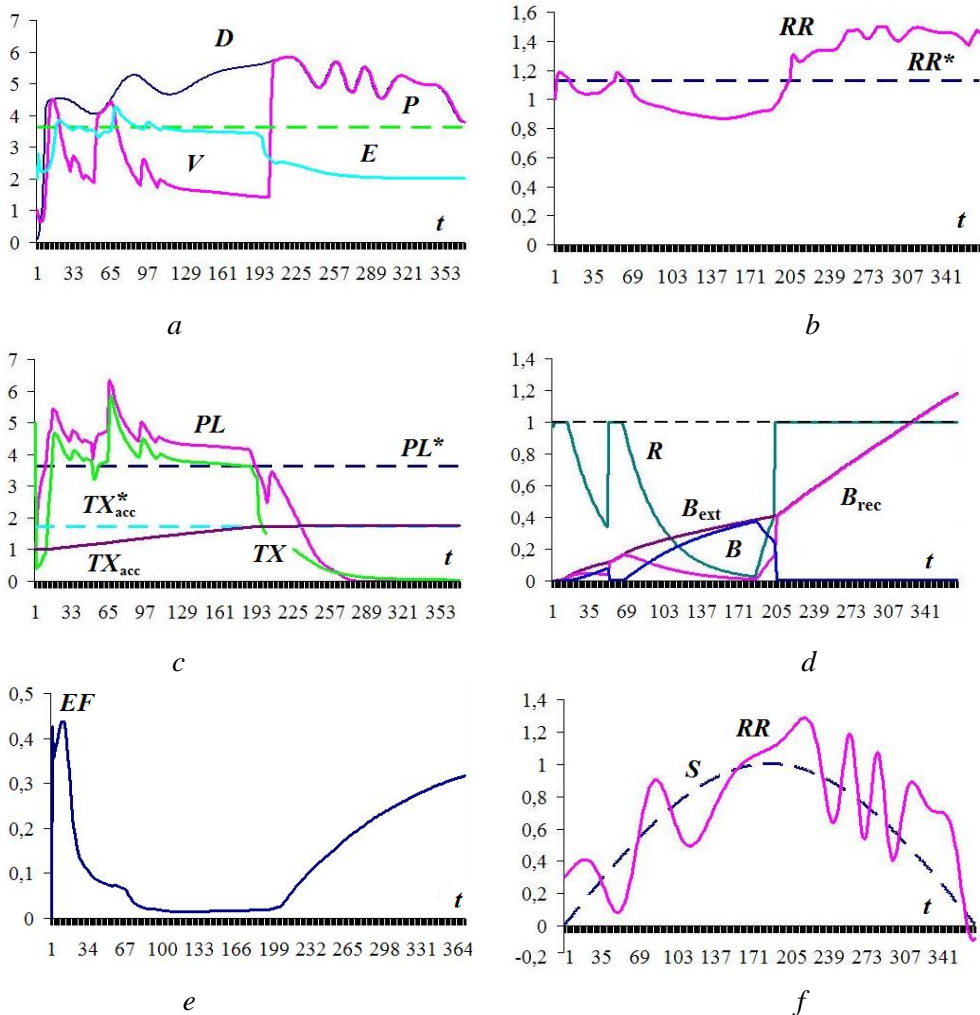 7
6
5
4
3
2
1
0
D
P
E
V
t
1 33 65 97 129 161 193 225 257 289 321 353
a
1,6
1,4
1,2
1
0,8
0,6
0,4
0,2
0
RR
RR*
t
1 35 69 103 137 171 205 239 273 307 341
b
7
6
5
4
3
2
1
0
PL
PL*
TX*acc
TXacc
TX
t
1 33 65 97 129 161 193 225 257 289 321 353
c
1,4
1,2
1
0,8
0,6
0,4
0,2
0
R
Bext
Brec
B
t
1 35 69 103 137 171 205 239 273 307 341
d
0,5
0,4
0,3
0,2
0,1
0
EF
t
1 34 67 100 133 166 199 232 265 298 331 364
e
1,4
1,2
1
0,8
0,6
0,4
0,2
0
-0,2
RR
S
t
1 35 69 103 137 171 205 239 273 307 341
f